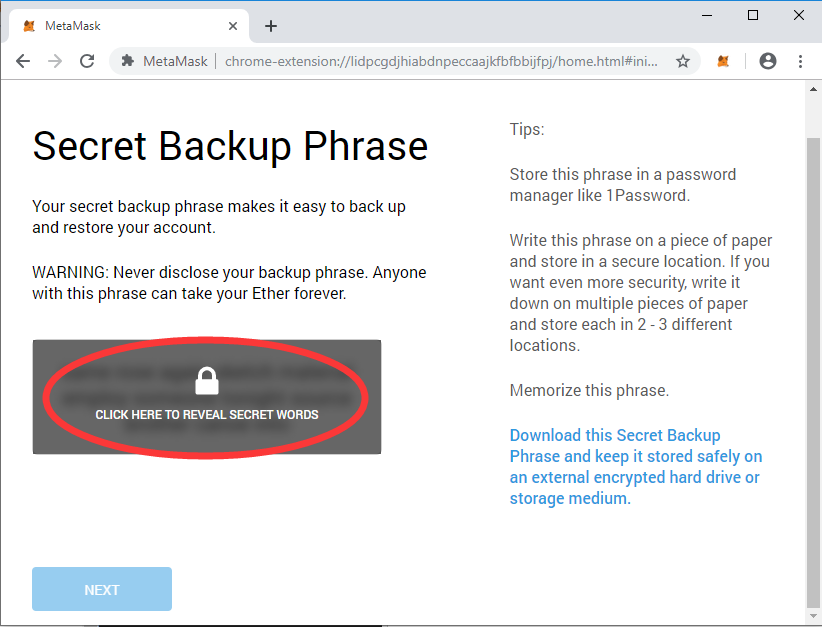 MetaMask
MetaMask
chrome-extension://lidpcgdjhiabdnpeccaajkfbfbbijfpj/home.html#ini...
Secret Backup Phrase
Your secret backup phrase makes it easy to back up
and restore your account.
WARNING: Never disclose your backup phrase. Anyone
with this phrase can take your Ether forever.
CLICK HERE TO REVEAL SECRET WORDS
NEXT
Tips:
Store this phrase in a password
manager like 1Password.
Write this phrase on a piece of paper
and store in a secure location. If you
want even more security, write it
down on multiple pieces of paper
and store each in 2 - 3 different
locations.
Memorize this phrase.
Download this Secret Backup
Phrase and keep it stored safely on
an external encrypted hard drive or
storage medium.